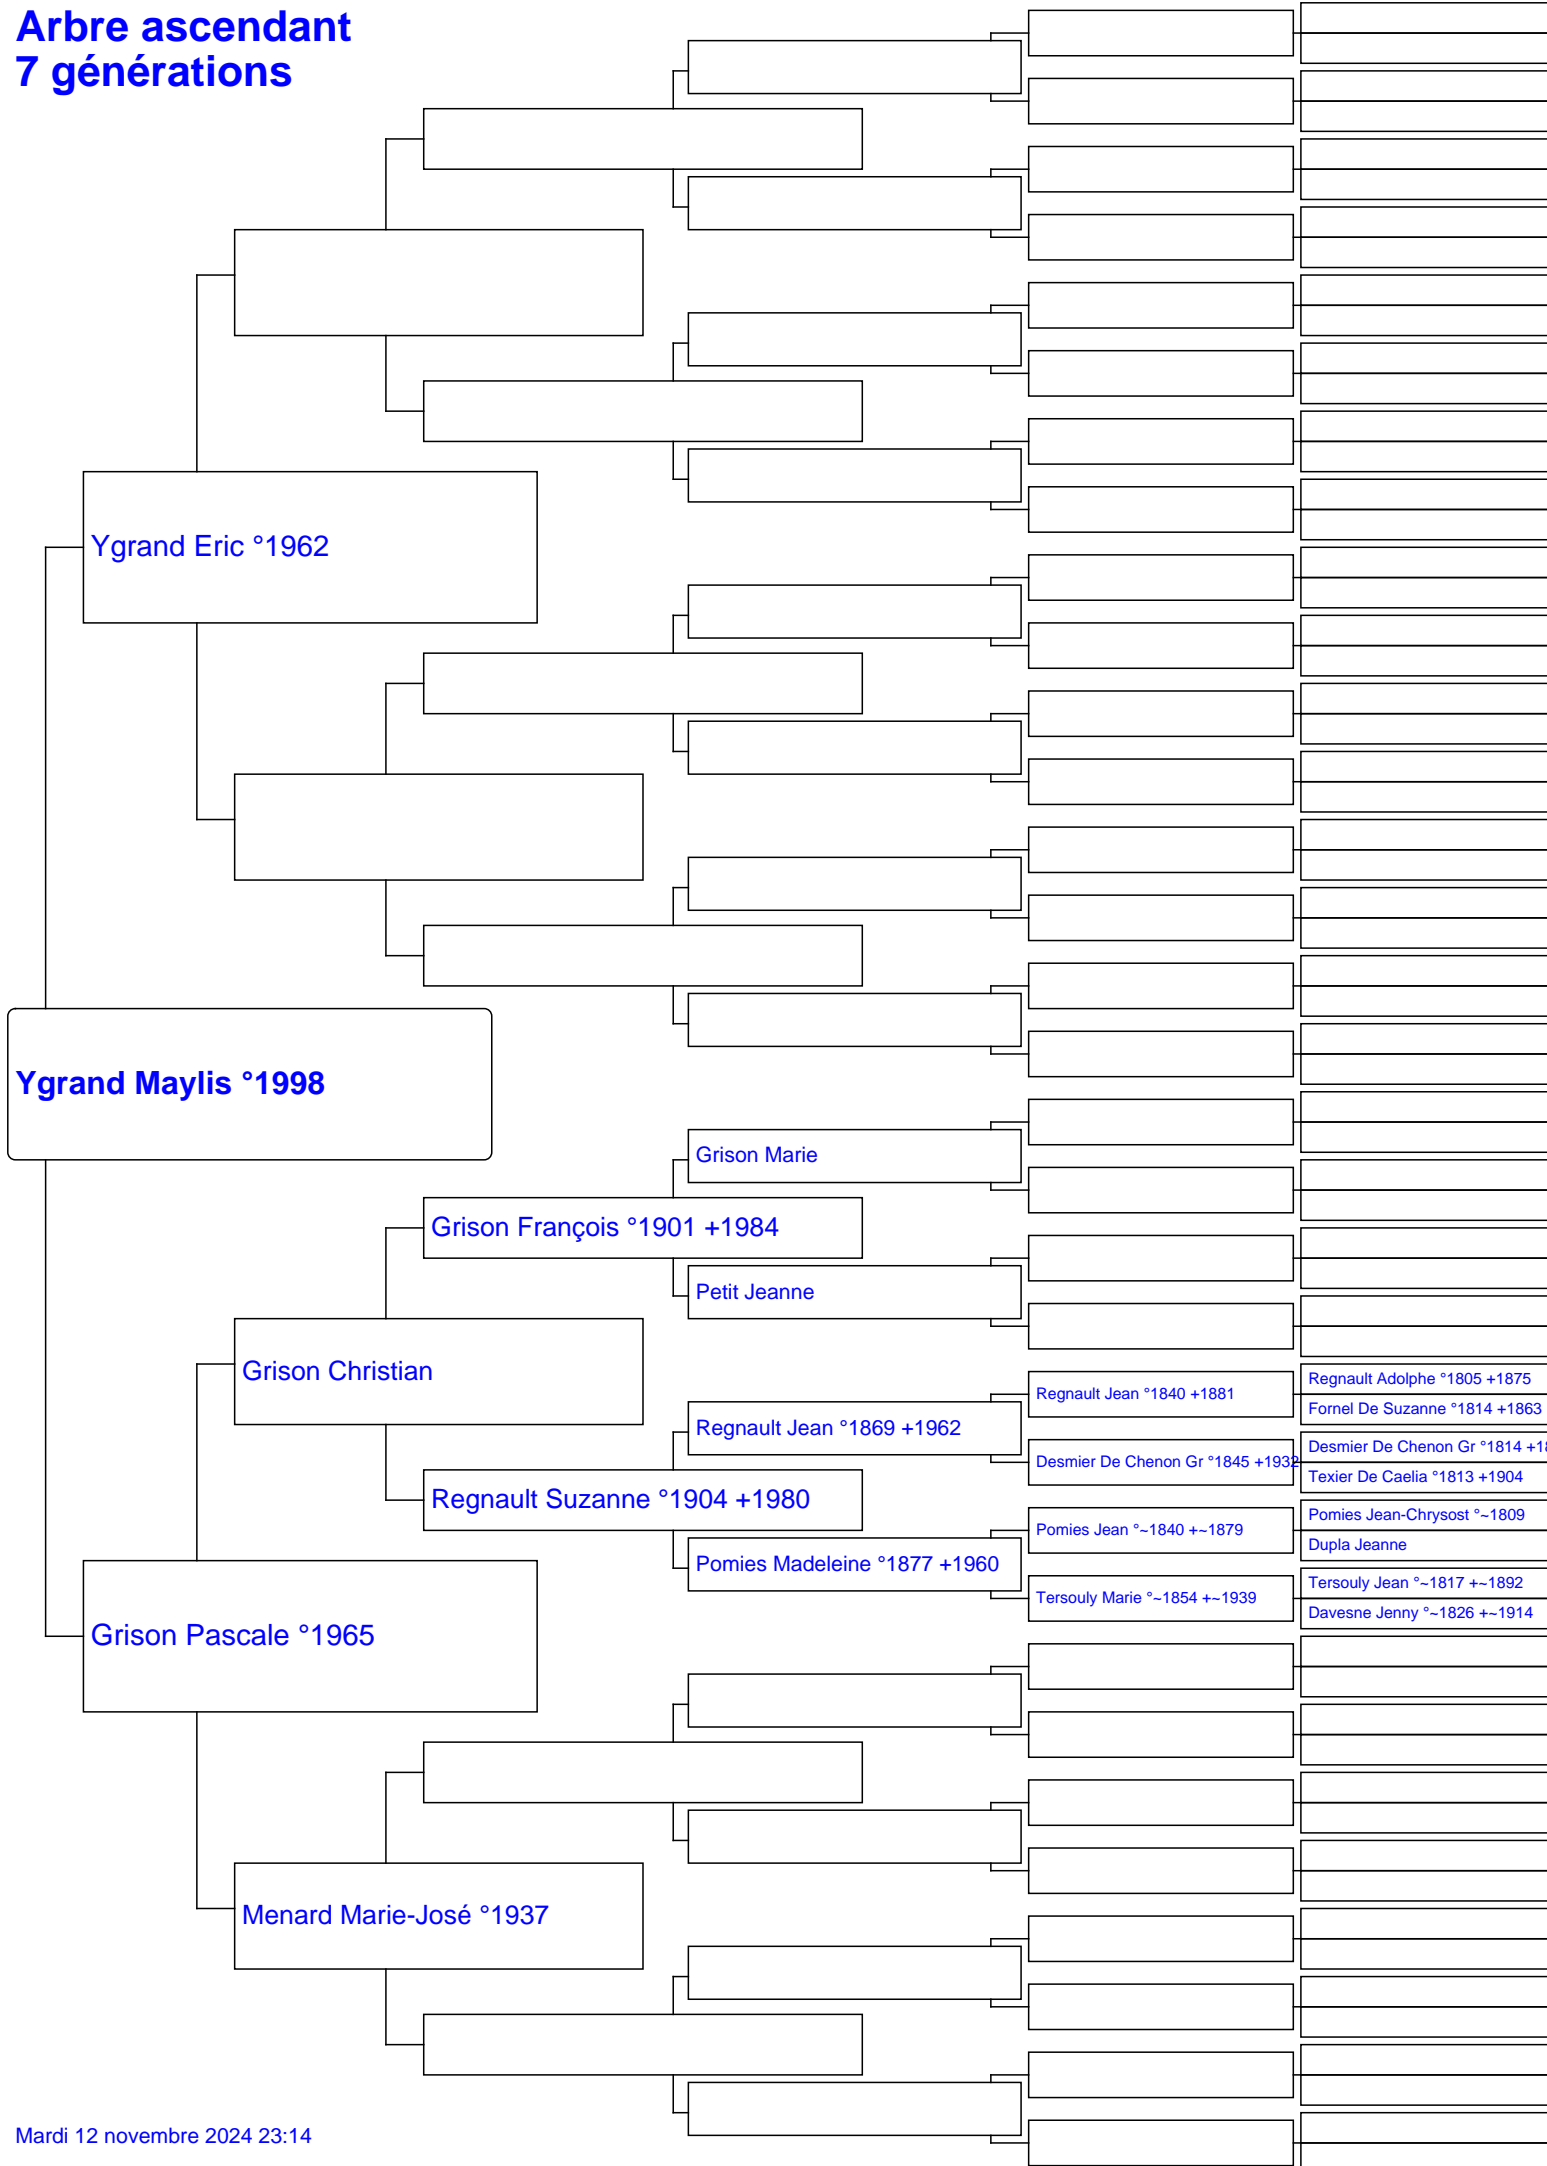 Arbre ascendant
7 générations
Ygrand Eric °1962
Ygrand Maylis °1998
Grison Marie
Grison François °1901 +1984
Petit Jeanne
Grison Christian
Regnault Jean °1840 +1881
Regnault Adolphe °1805 +1875
Fornel De Suzanne °1814 +1863
Regnault Jean °1869 +1962
Desmier De Chenon Gr °1845 +1932
Desmier De Chenon Gr °1814
Texier De Caelia °1813 +1904
Regnault Suzanne °1904 +1980
Pomies Jean °~1840 +~1879
Pomies Jean-Chrysost °~1809
Dupla Jeanne
Pomies Madeleine °1877 +1960
Tersouly Marie °~1854 +~1939
Tersouly Jean °~1817 +~1892
Davesne Jenny °~1826 +~1914
Grison Pascale °1965
Menard Marie-José °1937
Mardi 12 novembre 2024 23:14